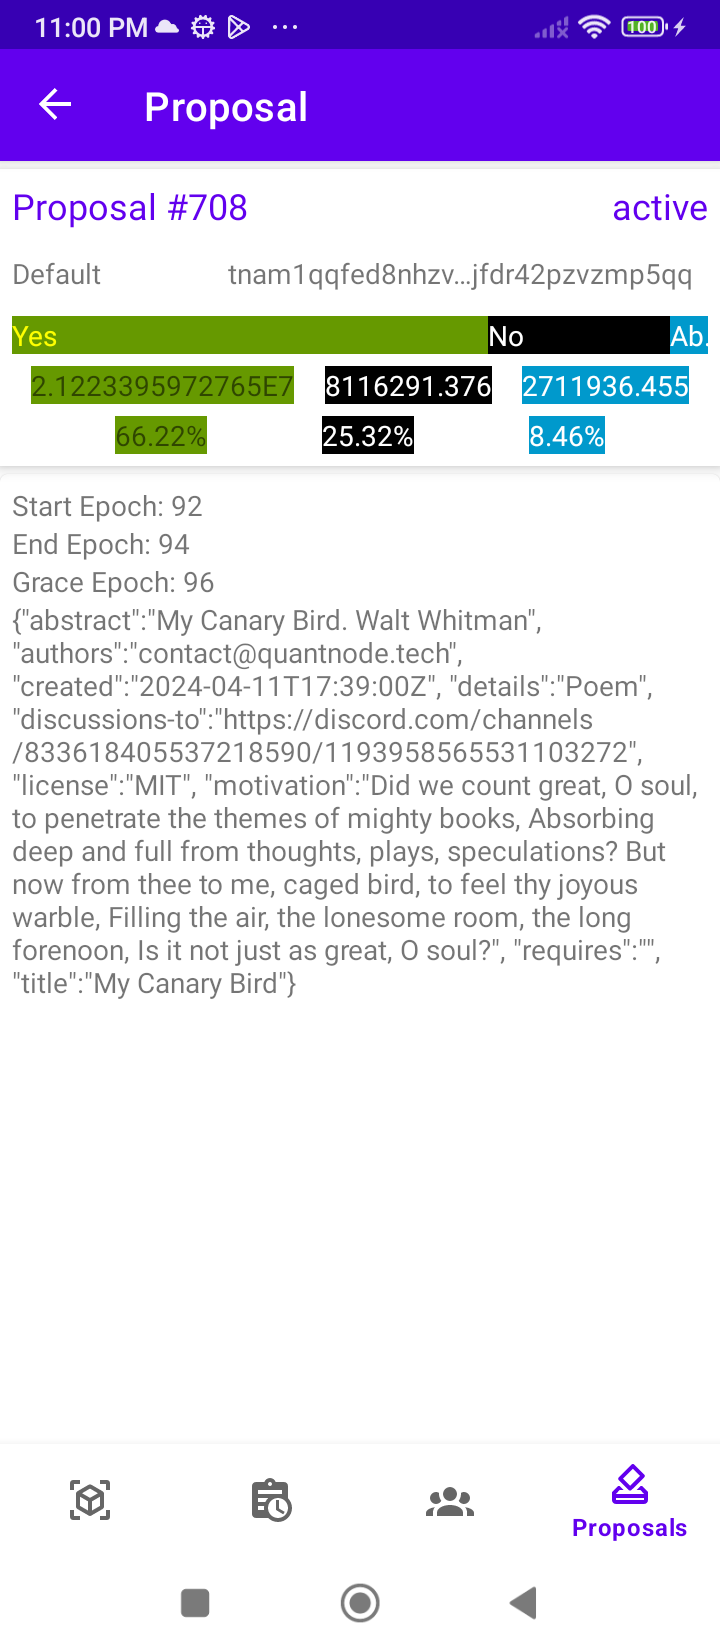 11:00 PM
100
Proposal
Proposal #708 active
Default tnam1qqfed8nhzv...jfdr42pzvzmp5qq
Yes No Ab.
2.1223395972765E7 8116291.376 2711936.455
66.22% 25.32% 8.46%
Start Epoch: 92
End Epoch: 94
Grace Epoch: 96
{"abstract":"My Canary Bird. Walt Whitman",
"authors":"contact@quantnode.tech",
"created":"2024-04-11T17:39:00Z", "details":"Poem",
"discussions-to":"https://discord.com/channels
/833618405537218590/1193958565531103272",
"license":"MIT", "motivation":"Did we count great, O soul,
to penetrate the themes of mighty books, Absorbing
deep and full from thoughts, plays, speculations? But
now from thee to me, caged bird, to feel thy joyous
warble, Filling the air, the lonesome room, the long
forenoon, Is it not just as great, O soul?", "requires":"",
"title":"My Canary Bird"}
Proposals